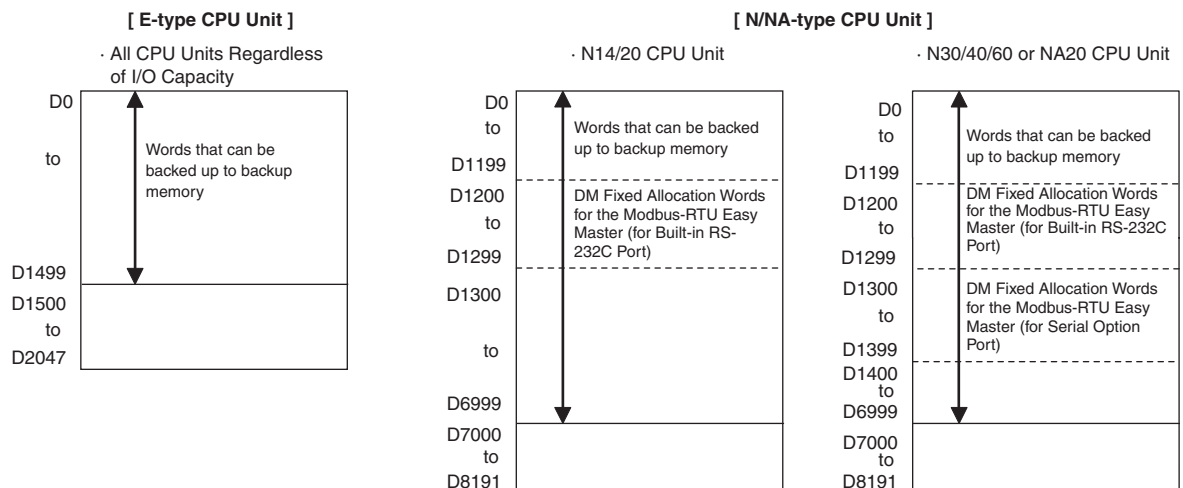 [ E-type CPU Unit ]
· All CPU Units Regardless
of I/O Capacity
D0
to
D1499
D1500
to
D2047
Words that can be
backed up to backup
memory
[ N/NA-type CPU Unit ]
· N14/20 CPU Unit
D0
to
D1199
D1200
to
D1299
D1300
to
D6999
D7000
to
D8191
Words that can be backed
up to backup memory
DM Fixed Allocation Words
for the Modbus-RTU Easy
Master (for Built-in RS-
232C Port)
· N30/40/60 or NA20 CPU Unit
D0
to
D1199
D1200
to
D1299
D1300
to
D1399
D1400
to
D6999
D7000
to
D8191
Words that can be backed
up to backup memory
DM Fixed Allocation Words
for the Modbus-RTU Easy
Master (for Built-in RS-232C
Port)
DM Fixed Allocation Words
for the Modbus-RTU Easy
Master (for Serial Option
Port)